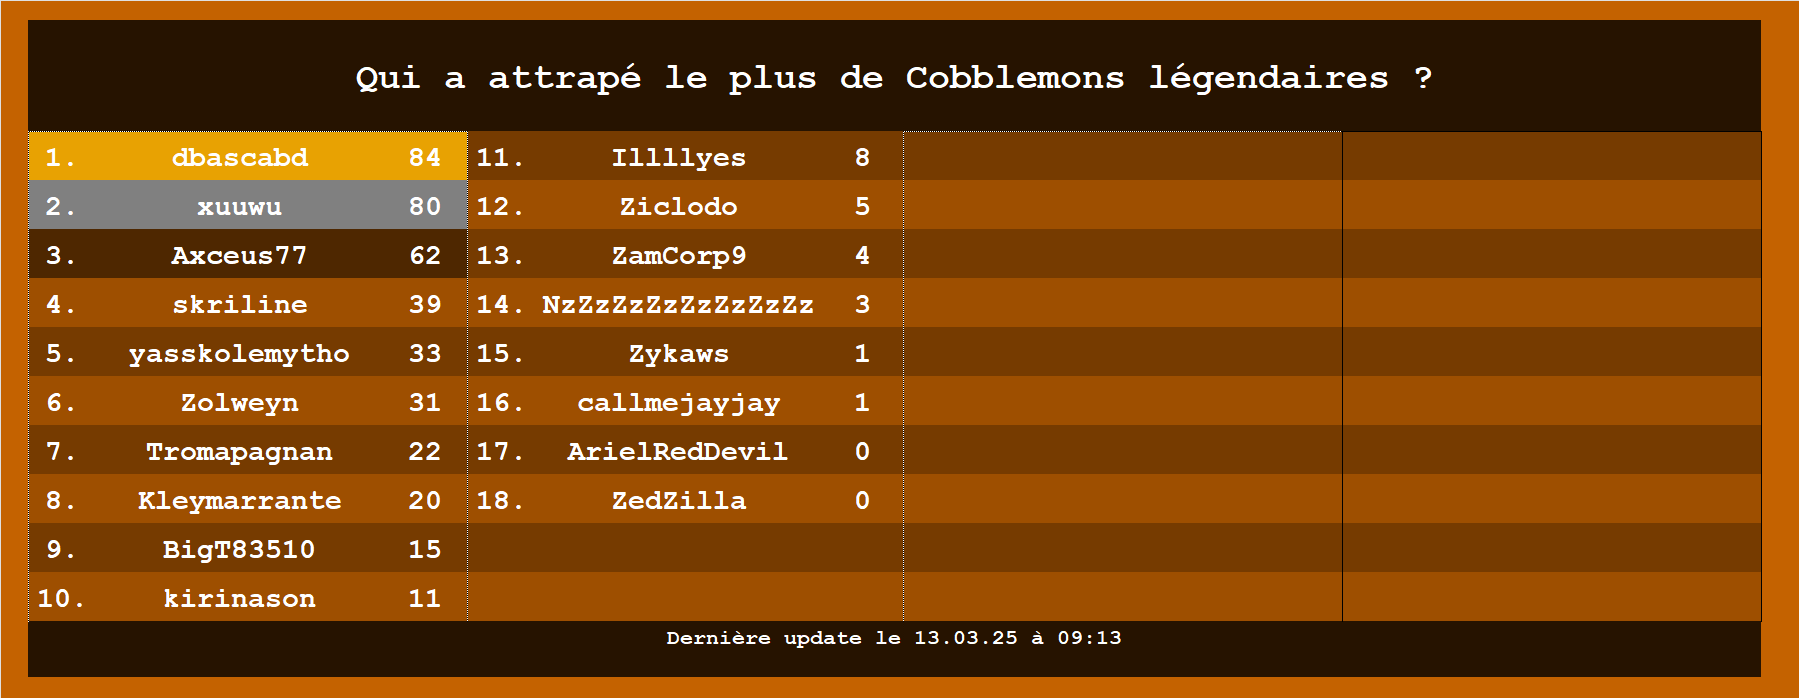 Qui a attrapé le plus de Cobblemons légendaires ?
1. dbascabd 84
2. xuuwu 80
3. Axceus77 62
4. skriline 39
5. yasskolemytho 33
6. Zolweyn 31
7. Tromapagnan 22
8. Kleymarrante 20
9. BigT83510 15
10. kirinason 11
11. Illllyes 8
12. Ziclodo 5
13. ZamCorp9 4
14. NzZzZzZzZzZzZzZz 3
15. Zykaws 1
16. callmejayjay 1
17. ArielRedDevil 0
18. ZedZilla 0
Dernière update le 13.03.25 à 09:13